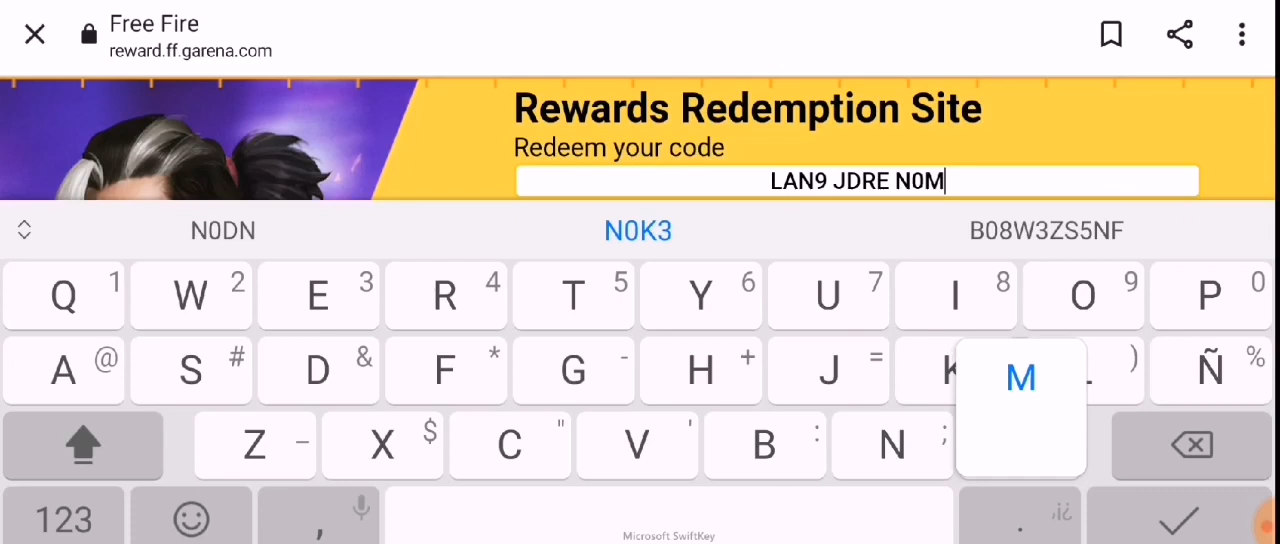 Free Fire
reward.ff.garena.com
Rewards Redemption Site
Redeem your code
LAN9 JDRE N0M
N0DN N0K3 B08W3ZS5NF
Q 1 W 2 E 3 R 4 T 5 Y 6 U 7 I 8 O 9 P 0
A @ S # D & F * G - H + J = K M ) Ñ %
Z _ X $ C " V ' B : N ;
123 , . ¡¿
Microsoft SwiftKey